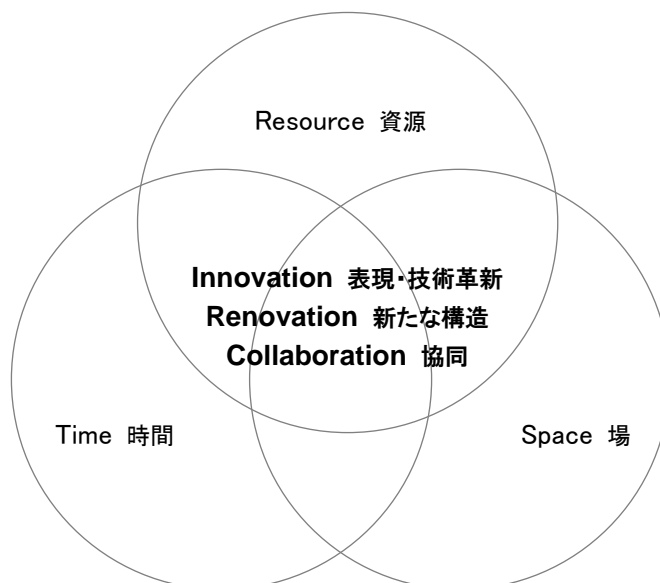 Resource 資源
Innovation 表現・技術革新
Renovation 新たな構造
Collaboration 協同
Time 時間
Space 場